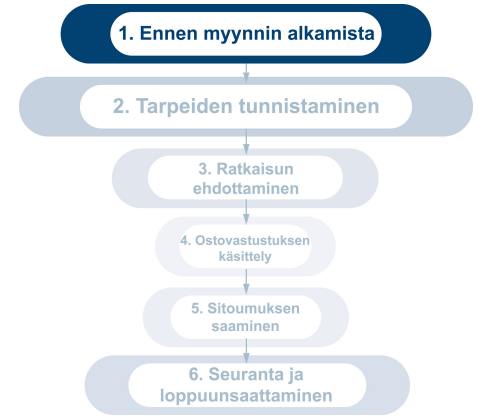 1. Ennen myynnin alkamista
2. Tarpeiden tunnistaminen
3. Ratkaisun
ehdottaminen
4. Ostovastustuksen
käsittely
5. Sitoumuksen
saaminen
6. Seuranta ja
loppuunsaattaminen